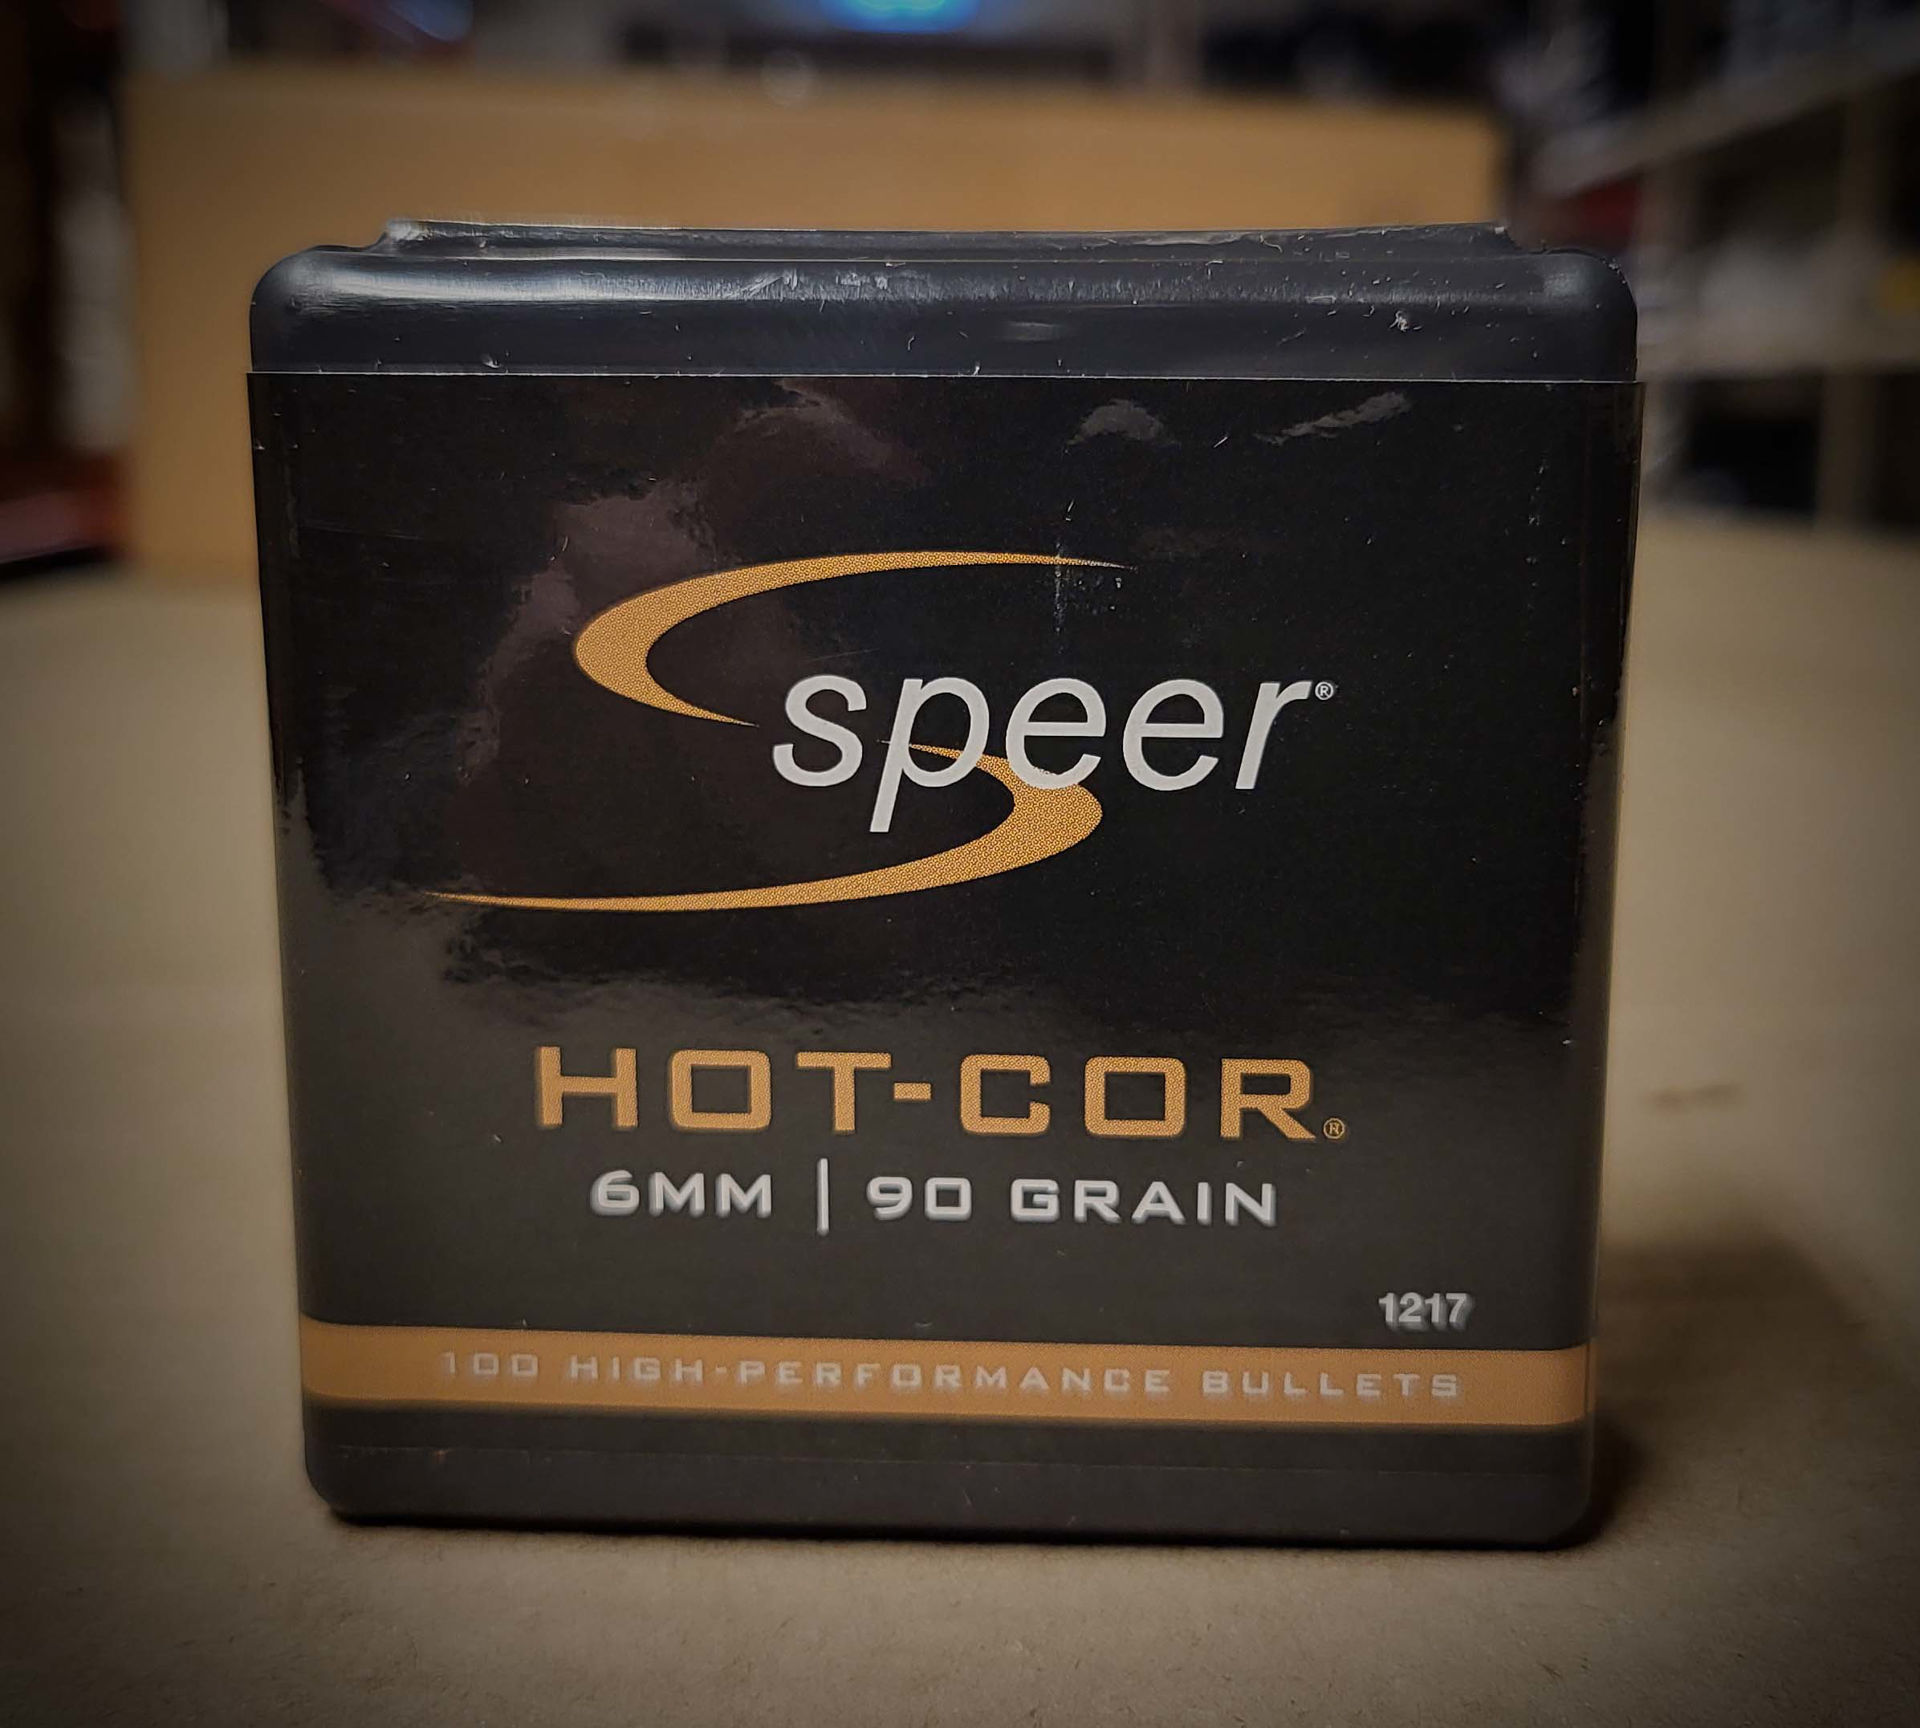 speer®
HOT-COR®
6MM | 90 GRAIN
1217
100 HIGH-PERFORMANCE BULLETS